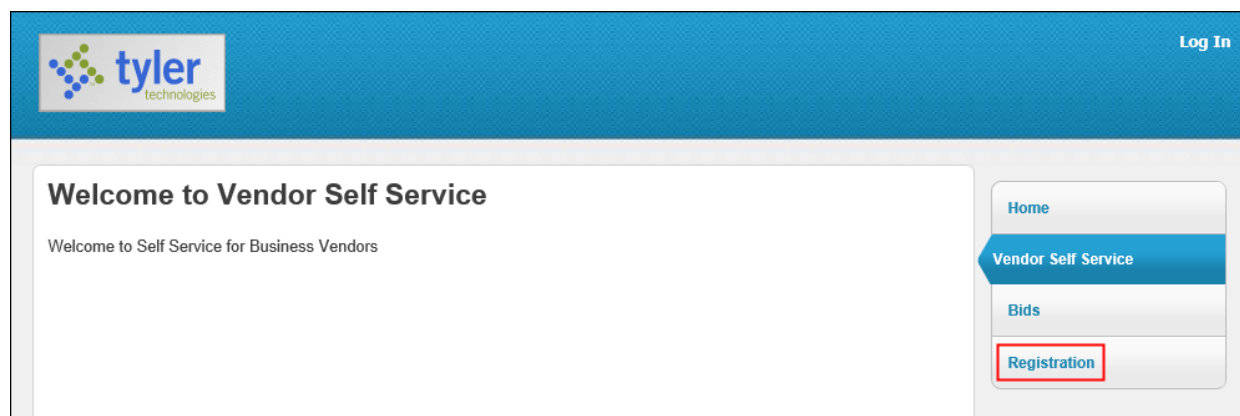 tyler
technologies
Log In
Welcome to Vendor Self Service
Welcome to Self Service for Business Vendors
Home
Vendor Self Service
Bids
Registration